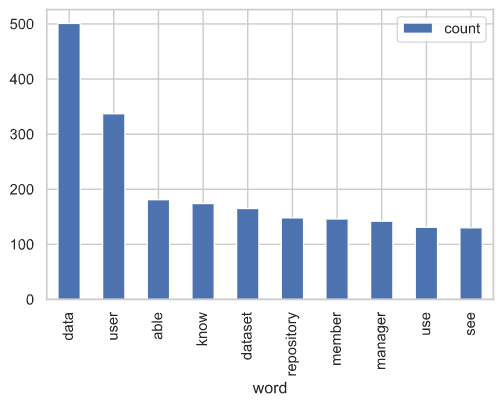 500
400
300
200
100
0
count
data
user
able
know
dataset
repository
member
manager
use
see
word